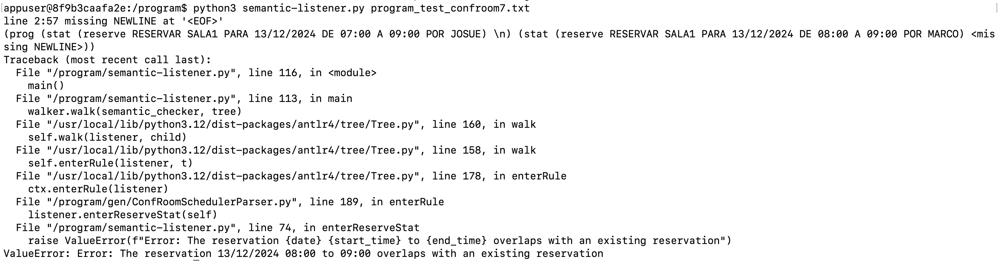 [appuser@8f9b3caafa2e:/program$ python3 semantic-listener.py program_test_confroom7.txt ]
line 2:57 missing NEWLINE at '<EOF>'
(prog (stat (reserve RESERVAR SALA1 PARA 13/12/2024 DE 07:00 A 09:00 POR JOSUE) \n) (stat (reserve RESERVAR SALA1 PARA 13/12/2024 DE 08:00 A 09:00 POR MARCO) <mis
sing NEWLINE>))
Traceback (most recent call last):
  File "/program/semantic-listener.py", line 116, in <module>
    main()
  File "/program/semantic-listener.py", line 113, in main
    walker.walk(semantic_checker, tree)
  File "/usr/local/lib/python3.12/dist-packages/antlr4/tree/Tree.py", line 160, in walk
    self.walk(listener, child)
  File "/usr/local/lib/python3.12/dist-packages/antlr4/tree/Tree.py", line 158, in walk
    self.enterRule(listener, t)
  File "/usr/local/lib/python3.12/dist-packages/antlr4/tree/Tree.py", line 178, in enterRule
    ctx.enterRule(listener)
  File "/program/gen/ConfRoomSchedulerParser.py", line 189, in enterRule
    listener.enterReserveStat(self)
  File "/program/semantic-listener.py", line 74, in enterReserveStat
    raise ValueError(f"Error: The reservation {date} {start_time} to {end_time} overlaps with an existing reservation")
ValueError: Error: The reservation 13/12/2024 08:00 to 09:00 overlaps with an existing reservation